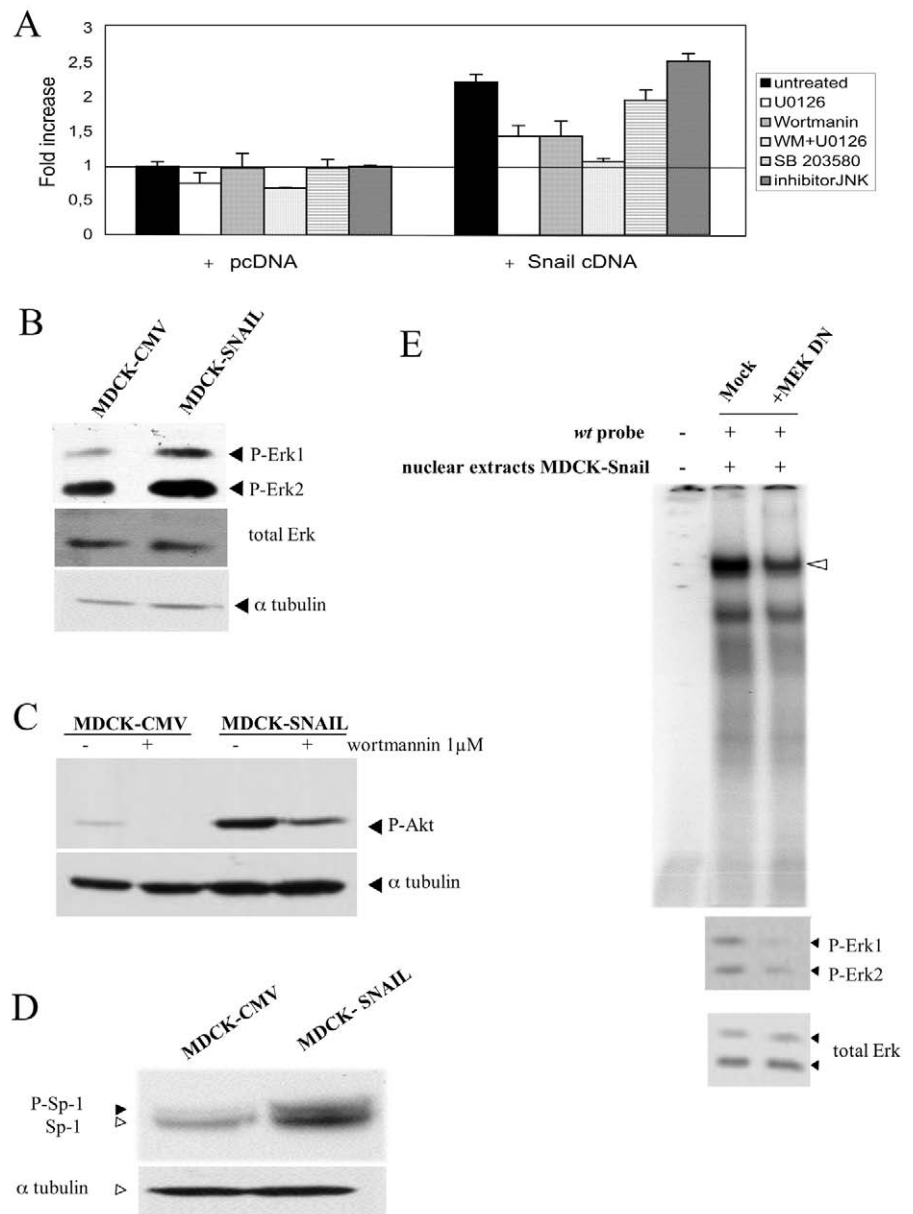 A
3
2,5
2
1,5
1
0,5
0
Fold increase
+ pcDNA
+ Snail cDNA
untreated
U0126
Wortmanin
WM+U0126
SB 203580
inhibitorJNK
B
MDCK-CMV
MDCK-SNAIL
P-Erk1
P-Erk2
total Erk
α tubulin
C
MDCK-CMV MDCK-SNAIL
- + - + wortmannin 1µM
P-Akt
α tubulin
D
MDCK-CMV
MDCK- SNAIL
P-Sp-1
Sp-1
α tubulin
E
Mock
+MEK DN
wt probe - + +
nuclear extracts MDCK-Snail - + +
P-Erk1
P-Erk2
total Erk